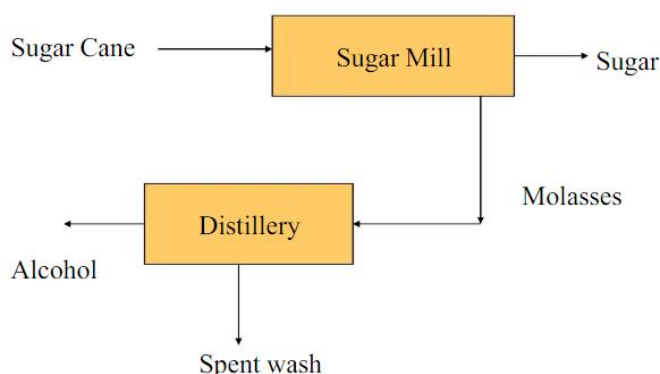 Sugar Cane
Sugar Mill
Sugar
Molasses
Distillery
Alcohol
Spent wash